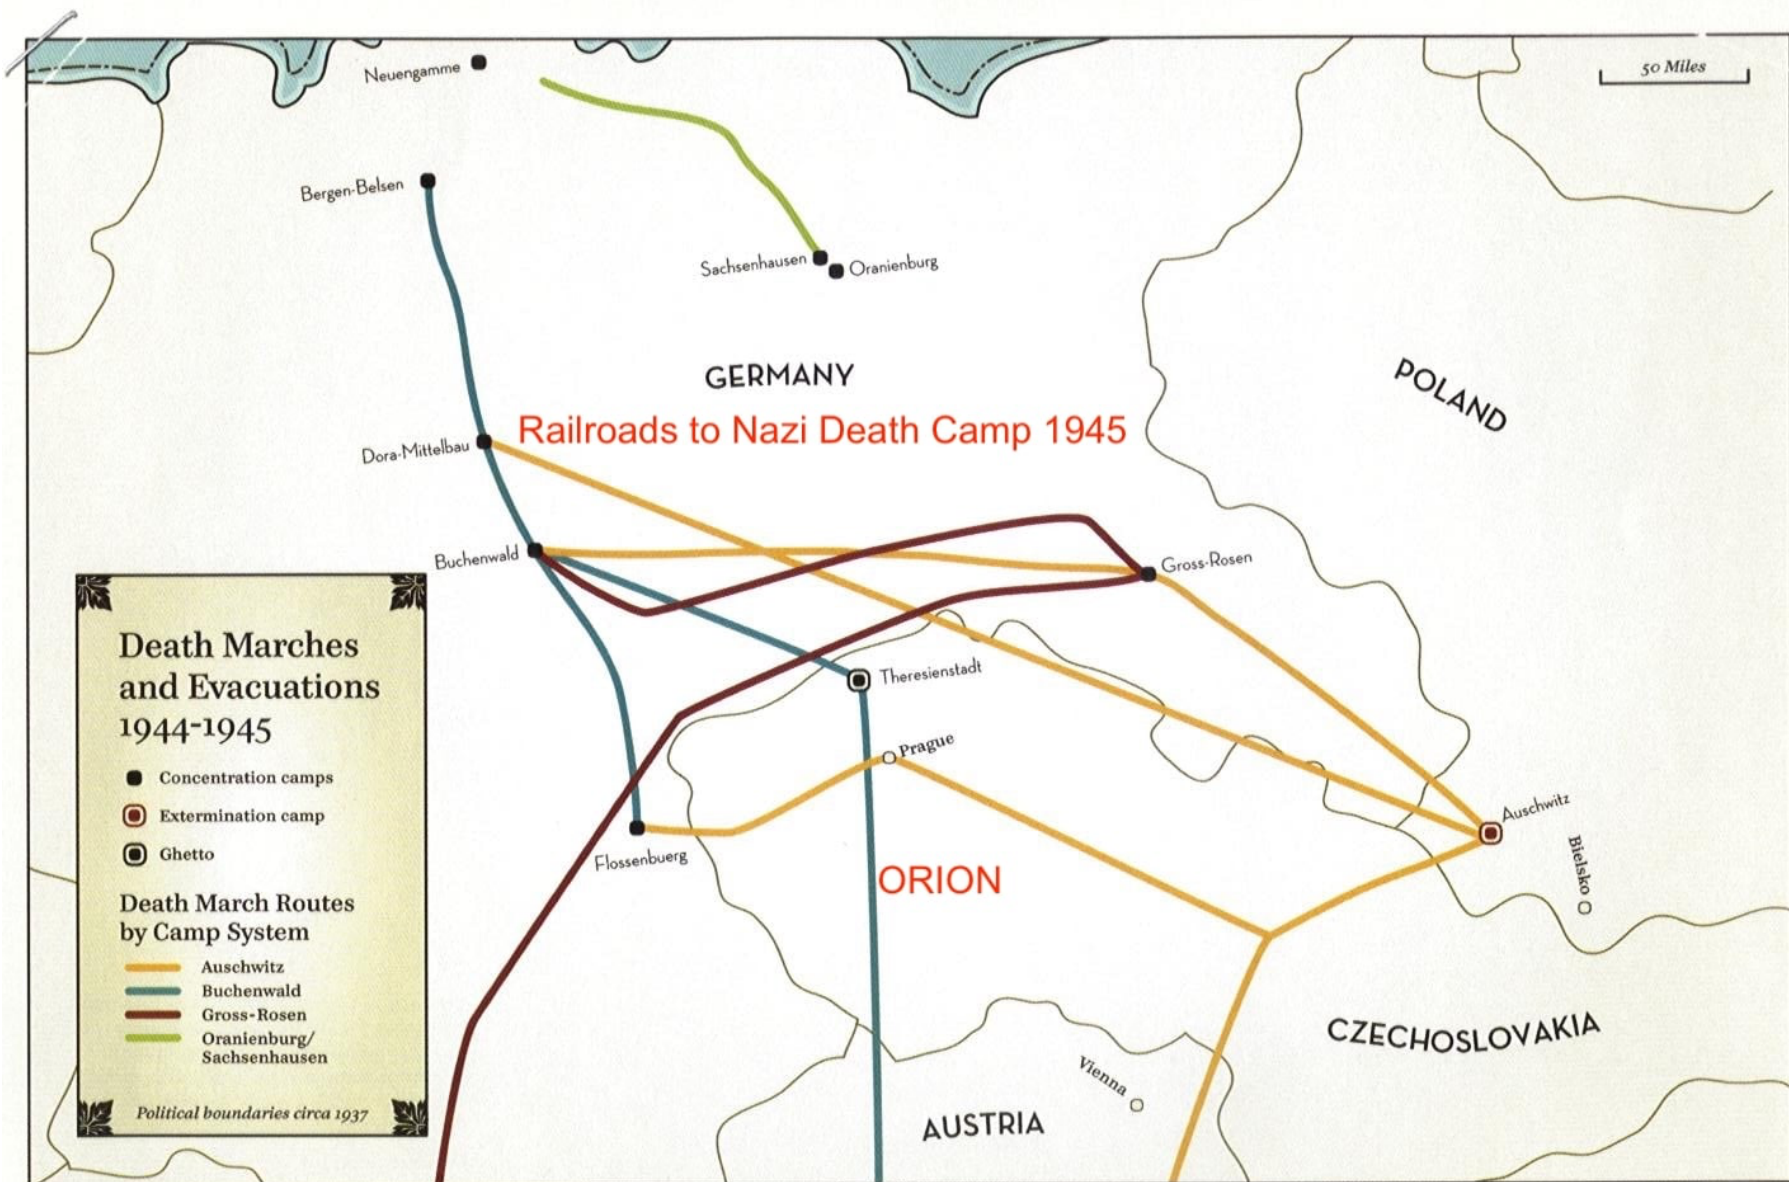 Neuengamme
50 Miles
Bergen-Belsen
Sachsenhausen
Oranienburg
GERMANY
POLAND
Railroads to Nazi Death Camp 1945
Dora-Mittelbau
Buchenwald
Gross-Rosen
Theresienstadt
Prague
Auschwitz
Bielsko
Flossenbuerg
ORION
CZECHOSLOVAKIA
Vienna
AUSTRIA
Death Marches
and Evacuations
1944-1945
Concentration camps
Extermination camp
Ghetto
Death March Routes
by Camp System
Auschwitz
Buchenwald
Gross-Rosen
Oranienburg/
Sachsenhausen
Political boundaries circa 1937